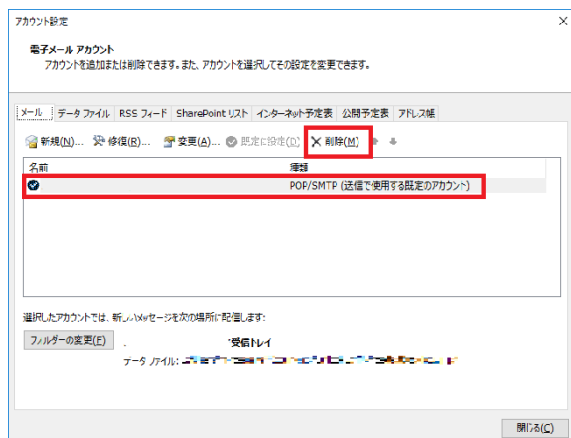 アカウント設定
電子メール アカウント
アカウントを追加または削除できます。また、アカウントを選択してその設定を変更できます。
メール データ ファイル RSS フィード SharePoint リスト インターネット予定表 公開予定表 アドレス帳
新規(N)... 修復(R)... 変更(A)... 既定に設定(D) 削除(M)
名前 種類
POP/SMTP (送信で使用する既定のアカウント)
選択したアカウントでは、新しいメッセージを次の場所に配信します:
フォルダーの変更(F) 受信トレイ
データ ファイル:
閉じる(C)